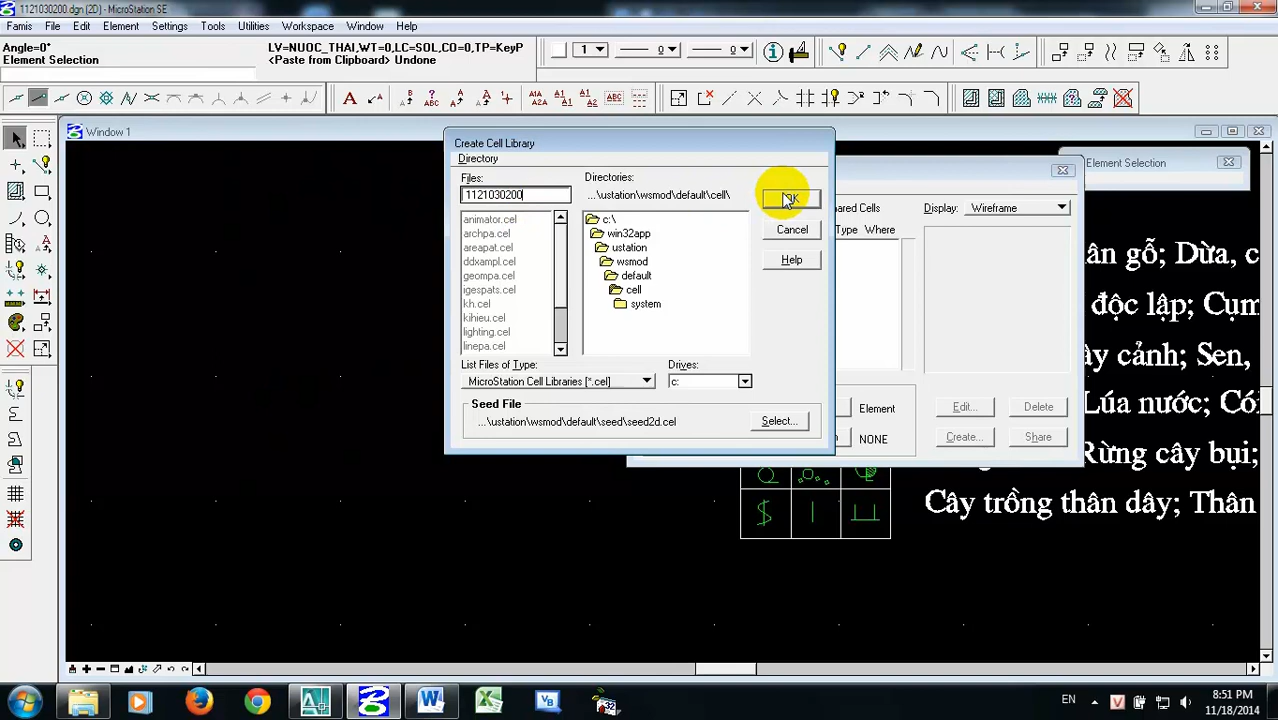 1121030200.dgn (2D) - MicroStation SE
Famis File Edit Element Settings Tools Utilities Workspace Window Help
Angle=0°
LV=NUOC_THAI,WT=0,LC=SOL,CO=0,TP=KeyP
Element Selection
<Paste from Clipboard> Undone
1
0
0
Window 1
Element Selection
Create Cell Library
Directory
Files:
1121030200
animator.cel
archpa.cel
areapat.cel
ddxampl.cel
geompa.cel
igespats.cel
kh.cel
kihieu.cel
lighting.cel
linepa.cel
Directories:
...\ustation\wsmod\default\cell\
c:\
win32app
ustation
wsmod
default
cell
system
OK
Cancel
Help
List Files of Type:
MicroStation Cell Libraries [*.cel]
Drives:
c:
Seed File
...\ustation\wsmod\default\seed\seed2d.cel
Select...
Display: Wireframe
Type Where
Element
NONE
Edit...
Delete
Create...
Share
ân gỗ; Dừa, c
độc lập; Cụm
ây cảnh; Sen,
Lúa nước; Cói
Rừng cây bụi;
Cây trồng thân dây; Thân
EN
8:51 PM
11/18/2014